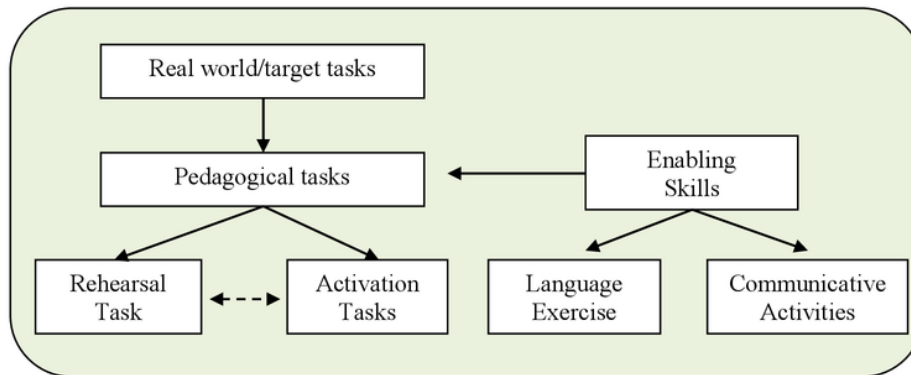 Real world/target tasks
Pedagogical tasks
Enabling
Skills
Rehearsal
Task
Activation
Tasks
Language
Exercise
Communicative
Activities